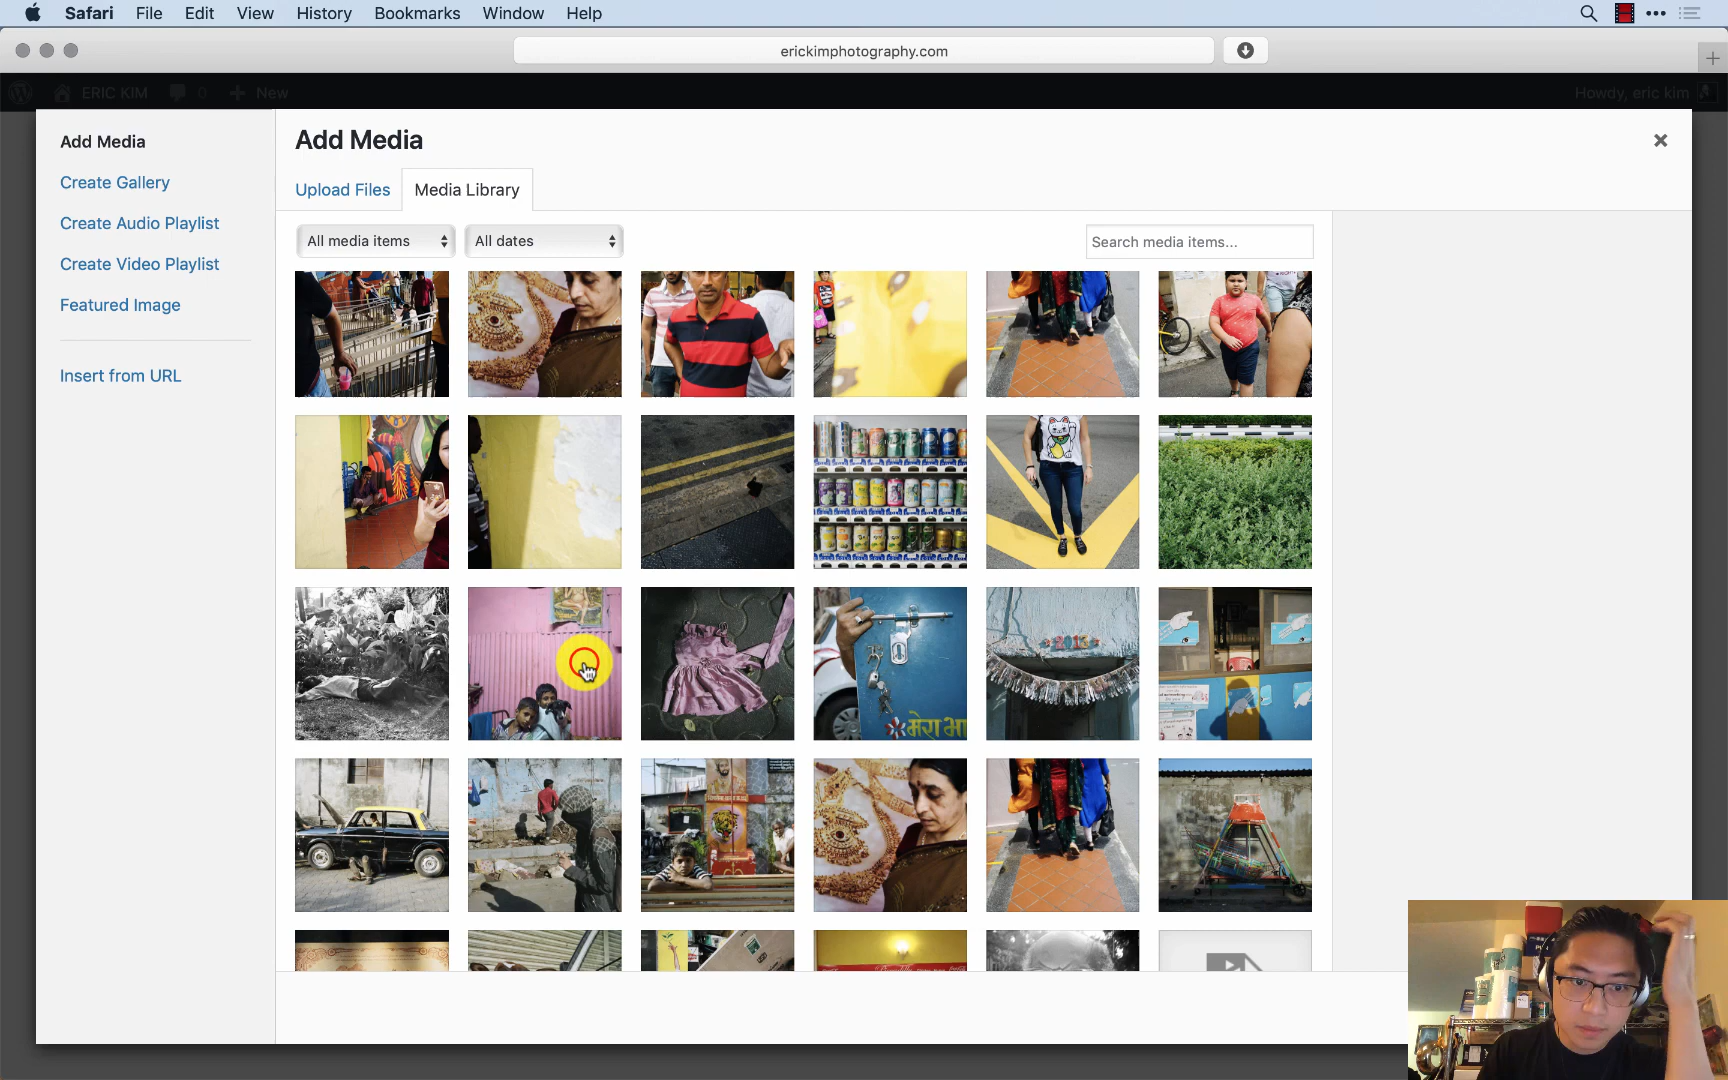 Safari File Edit View History Bookmarks Window Help
erickimphotography.com
ERIC KIM 0 New Howdy, eric kim
Add Media
Create Gallery
Create Audio Playlist
Create Video Playlist
Featured Image
Insert from URL
Add Media
Upload Files Media Library
All media items All dates Search media items...
मेरा भा